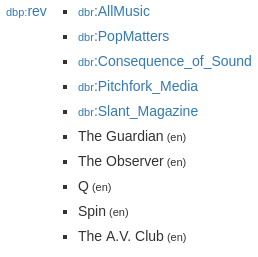 dbp:rev
dbr:AllMusic
dbr:PopMatters
dbr:Consequence_of_Sound
dbr:Pitchfork_Media
dbr:Slant_Magazine
The Guardian (en)
The Observer (en)
Q (en)
Spin (en)
The A.V. Club (en)